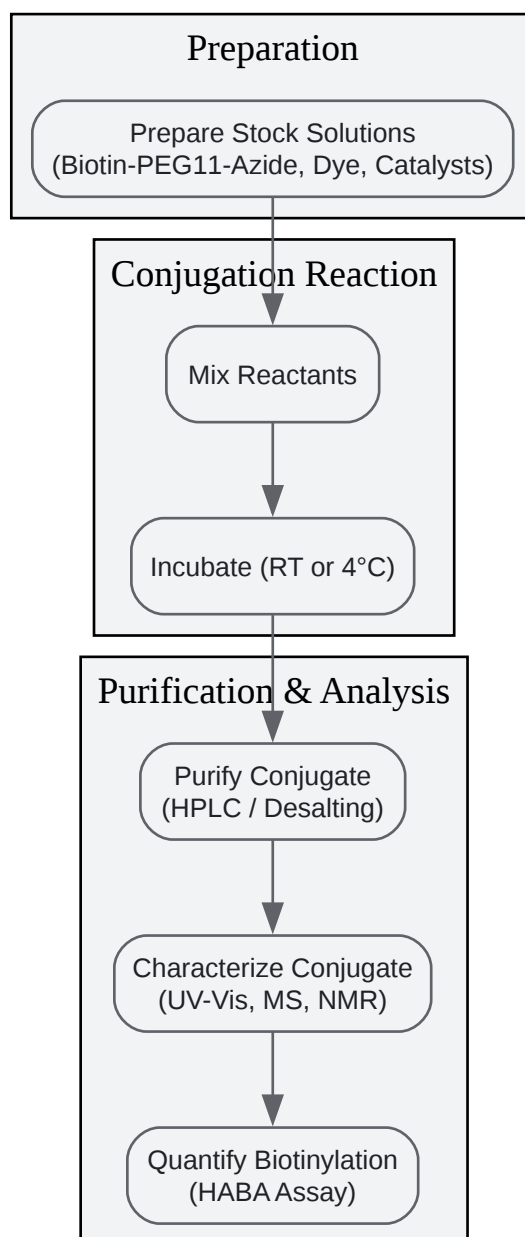 Preparation
Prepare Stock Solutions
(Biotin-PEG11-Azide, Dye, Catalysts)
Conjugation Reaction
Mix Reactants
Incubate (RT or 4°C)
Purification & Analysis
Purify Conjugate
(HPLC / Desalting)
Characterize Conjugate
(UV-Vis, MS, NMR)
Quantify Biotinylation
(HABA Assay)